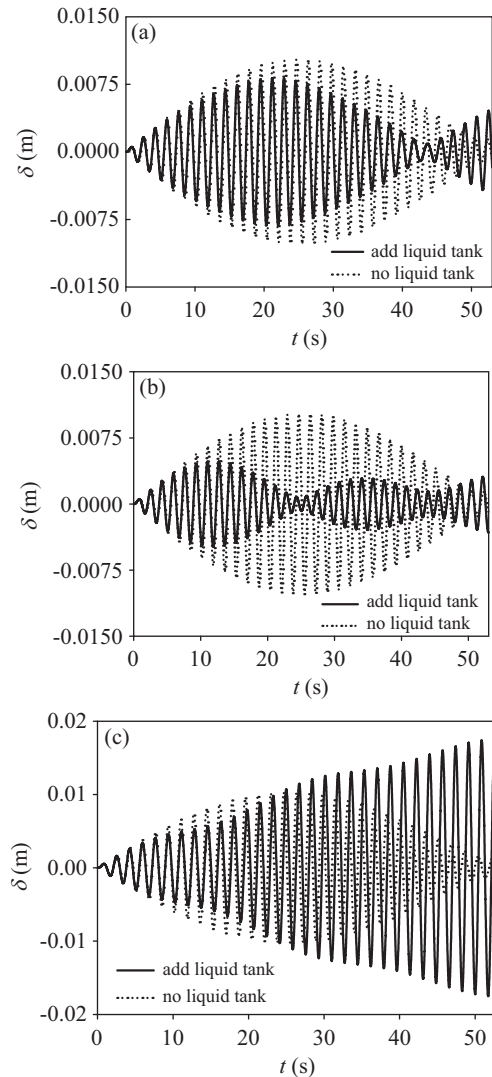 (a)
0.0150
0.0075
0.0000
-0.0075
-0.0150
δ (m)
add liquid tank
no liquid tank
0 10 20 30 40 50
t (s)
(b)
0.0150
0.0075
0.0000
-0.0075
-0.0150
δ (m)
add liquid tank
no liquid tank
0 10 20 30 40 50
t (s)
(c)
0.02
0.01
0.00
-0.01
-0.02
δ (m)
add liquid tank
no liquid tank
0 10 20 30 40 50
t (s)